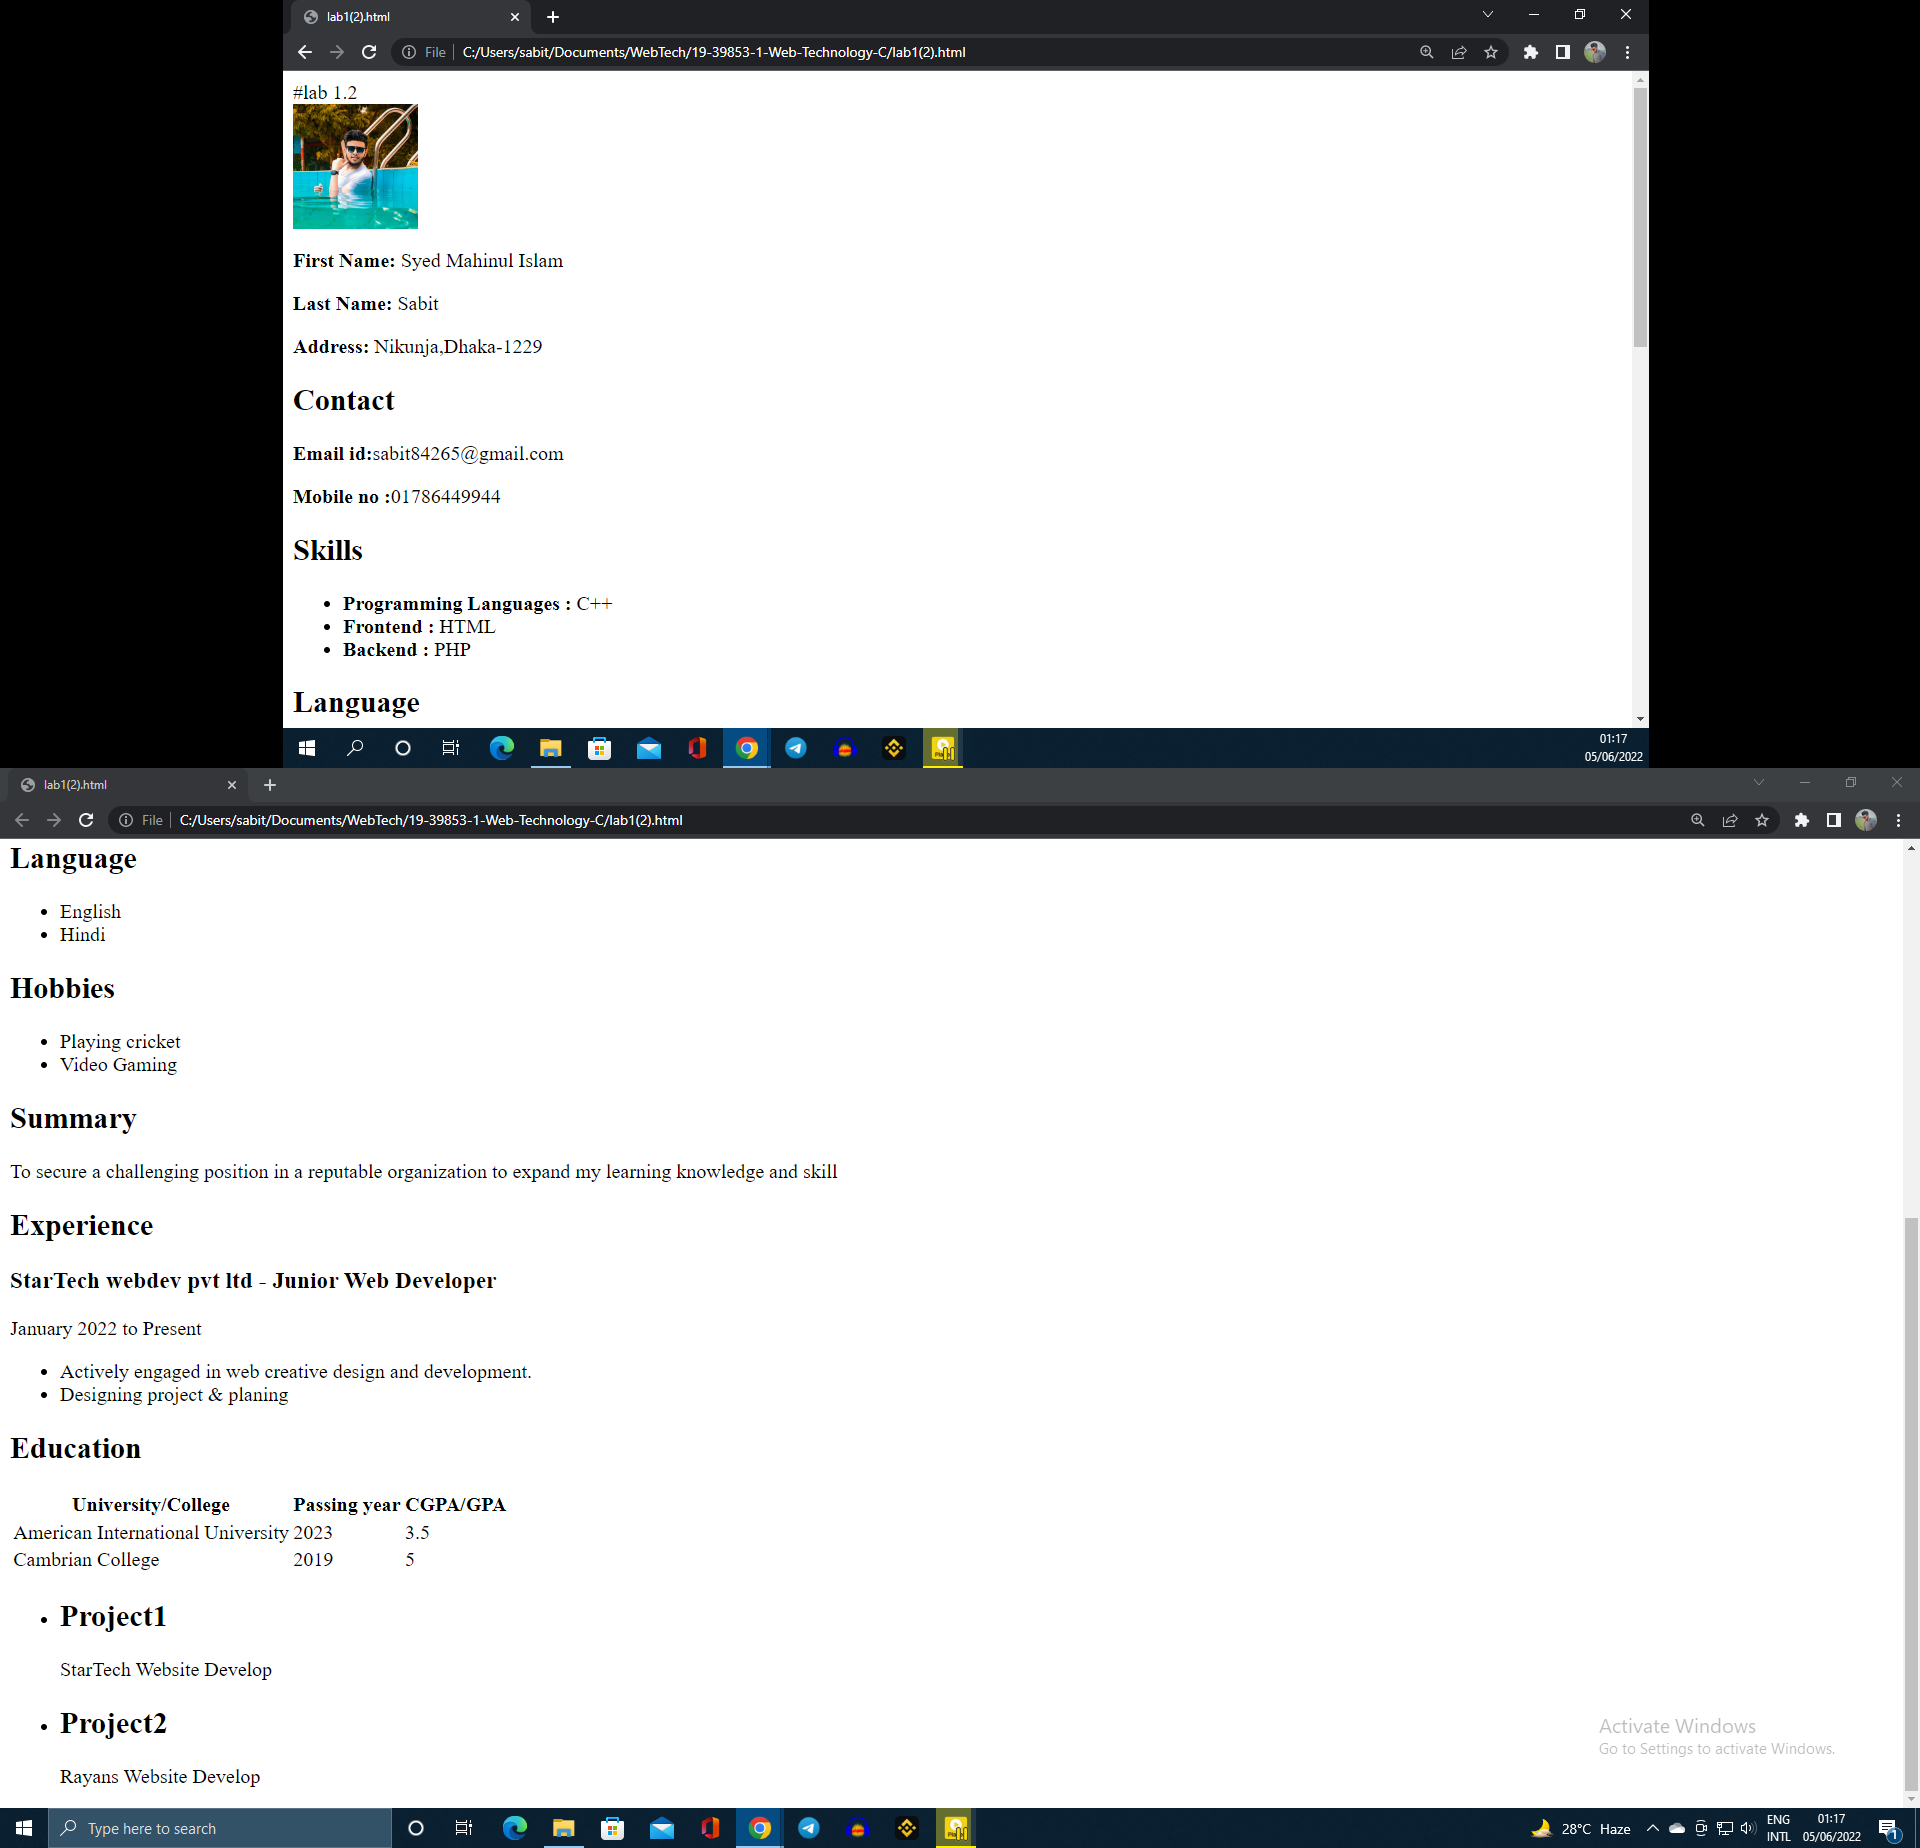 lab1(2).html
File C:/Users/sabit/Documents/WebTech/19-39853-1-Web-Technology-C/lab1(2).html
#lab 1.2
First Name: Syed Mahinul Islam
Last Name: Sabit
Address: Nikunja,Dhaka-1229
Contact
Email id:sabit84265@gmail.com
Mobile no :01786449944
Skills
Programming Languages : C++
Frontend : HTML
Backend : PHP
Language
01:17
05/06/2022
lab1(2).html
File C:/Users/sabit/Documents/WebTech/19-39853-1-Web-Technology-C/lab1(2).html
Language
English
Hindi
Hobbies
Playing cricket
Video Gaming
Summary
To secure a challenging position in a reputable organization to expand my learning knowledge and skill
Experience
StarTech webdev pvt ltd - Junior Web Developer
January 2022 to Present
Actively engaged in web creative design and development.
Designing project & planing
Education
University/College Passing year CGPA/GPA
American International University 2023 3.5
Cambrian College 2019 5
Project1
StarTech Website Develop
Project2
Rayans Website Develop
Activate Windows
Go to Settings to activate Windows.
Type here to search
28°C Haze
ENG
INTL
01:17
05/06/2022
1